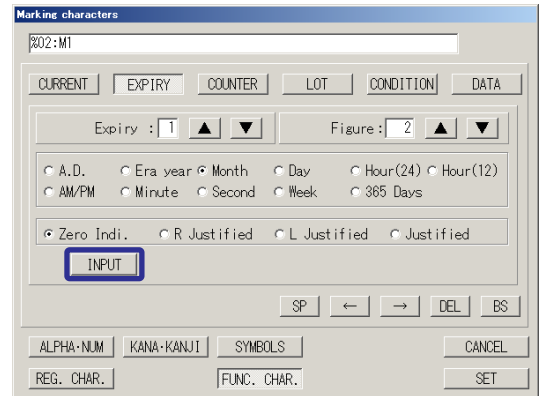 Marking characters
%02:M1
CURRENT EXPIRY COUNTER LOT CONDITION DATA
Expiry : 1 ▲ ▼ Figure : 2 ▲ ▼
A.D. Era year Month Day Hour(24) Hour(12)
AM/PM Minute Second Week 365 Days
Zero Indi. R Justified L Justified Justified
INPUT
SP ← → DEL BS
ALPHA・NUM KANA・KANJI SYMBOLS CANCEL
REG. CHAR. FUNC. CHAR. SET